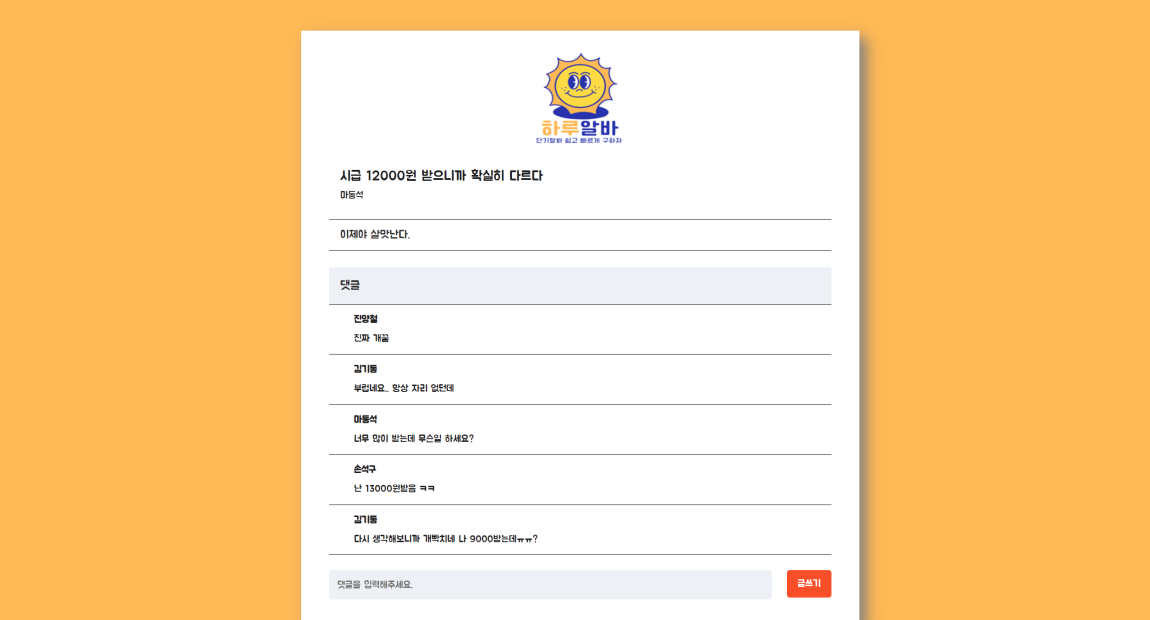 하루알바
단기알바 쉽고 빠르게 구하자
시급 12000원 받으니까 확실히 다르다
마동석
이제야 살맛난다.
댓글
진양철
진짜 개꿀
김기동
부럽네요.. 항상 자리 없던데
마동석
너무 많이 받는데 무슨일 하세요?
손석구
난 13000원받음 ㅋㅋ
김기동
다시 생각해보니까 개빡치네 나 9000받는데ㅠㅠ?
댓글을 입력해주세요.
글쓰기